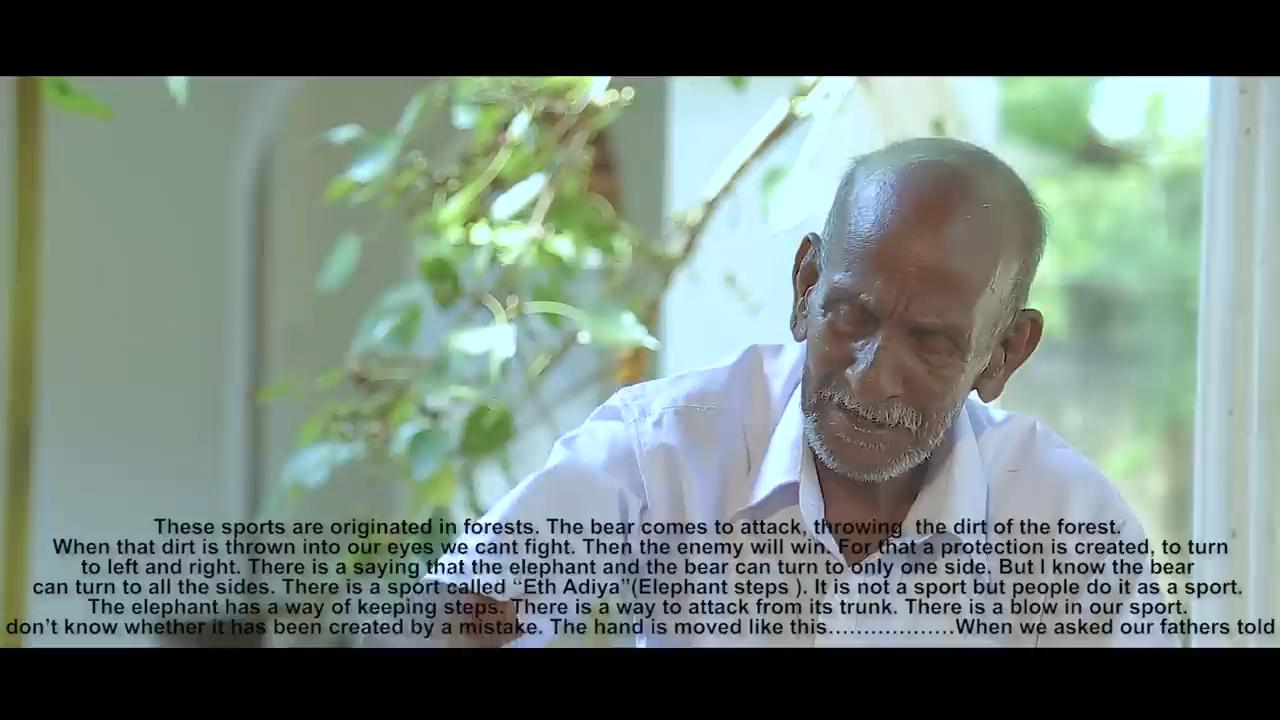 These sports are originated in forests. The bear comes to attack, throwing the dirt of the forest.
When that dirt is thrown into our eyes we cant fight. Then the enemy will win. For that a protection is created, to turn
to left and right. There is a saying that the elephant and the bear can turn to only one side. But I know the bear
can turn to all the sides. There is a sport called “Eth Adiya”(Elephant steps ). It is not a sport but people do it as a sport.
The elephant has a way of keeping steps. There is a way to attack from its trunk. There is a blow in our sport.
don’t know whether it has been created by a mistake. The hand is moved like this………………When we asked our fathers told